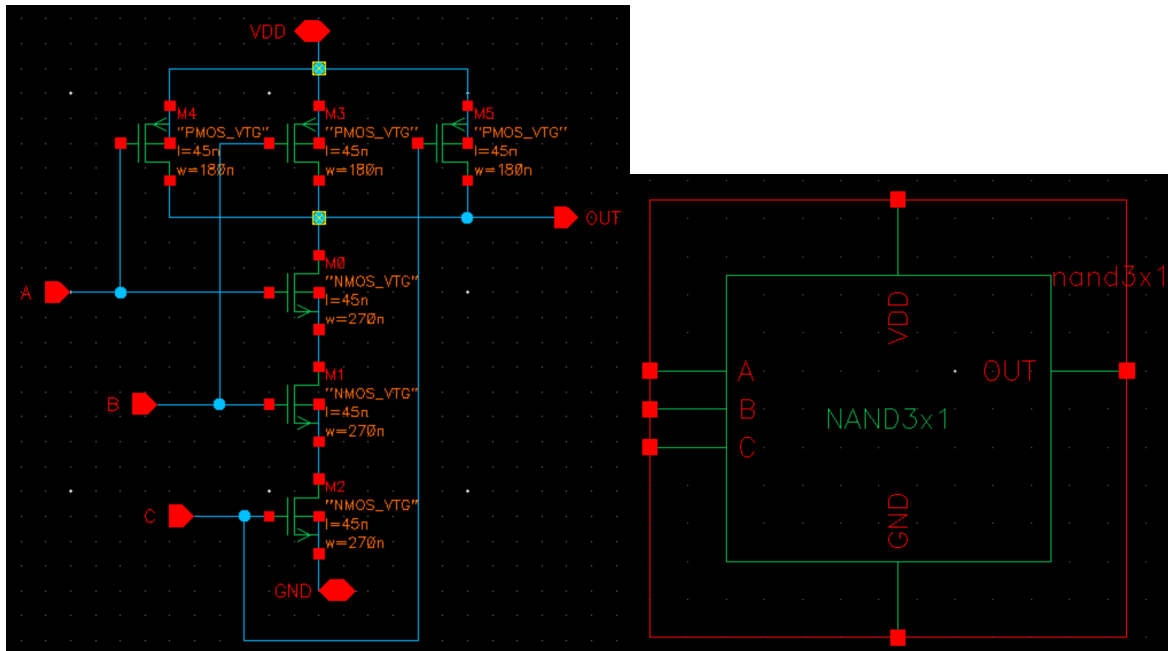 VDD
M4
"PMOS_VTG"
l=45n
w=180n
M3
"PMOS_VTG"
l=45n
w=180n
M5
"PMOS_VTG"
l=45n
w=180n
OUT
A
M0
"NMOS_VTG"
l=45n
w=270n
B
M1
"NMOS_VTG"
l=45n
w=270n
C
M2
"NMOS_VTG"
l=45n
w=270n
GND
nand3x1
VDD
A
OUT
B
NAND3x1
C
GND